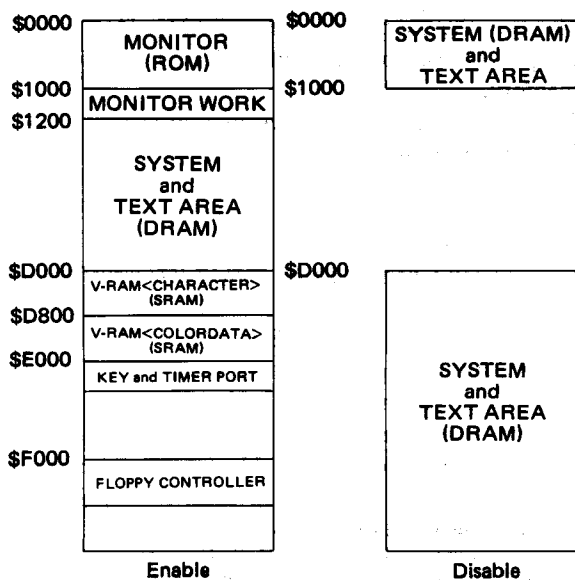 $0000
MONITOR
(ROM)
$1000
MONITOR WORK
$1200
SYSTEM
and
TEXT AREA
(DRAM)
$D000
V-RAM<CHARACTER>
(SRAM)
$D800
V-RAM<COLORDATA>
(SRAM)
$E000
KEY and TIMER PORT
$F000
FLOPPY CONTROLLER
Enable
$0000
SYSTEM (DRAM)
and
TEXT AREA
$1000
$D000
SYSTEM
and
TEXT AREA
(DRAM)
Disable